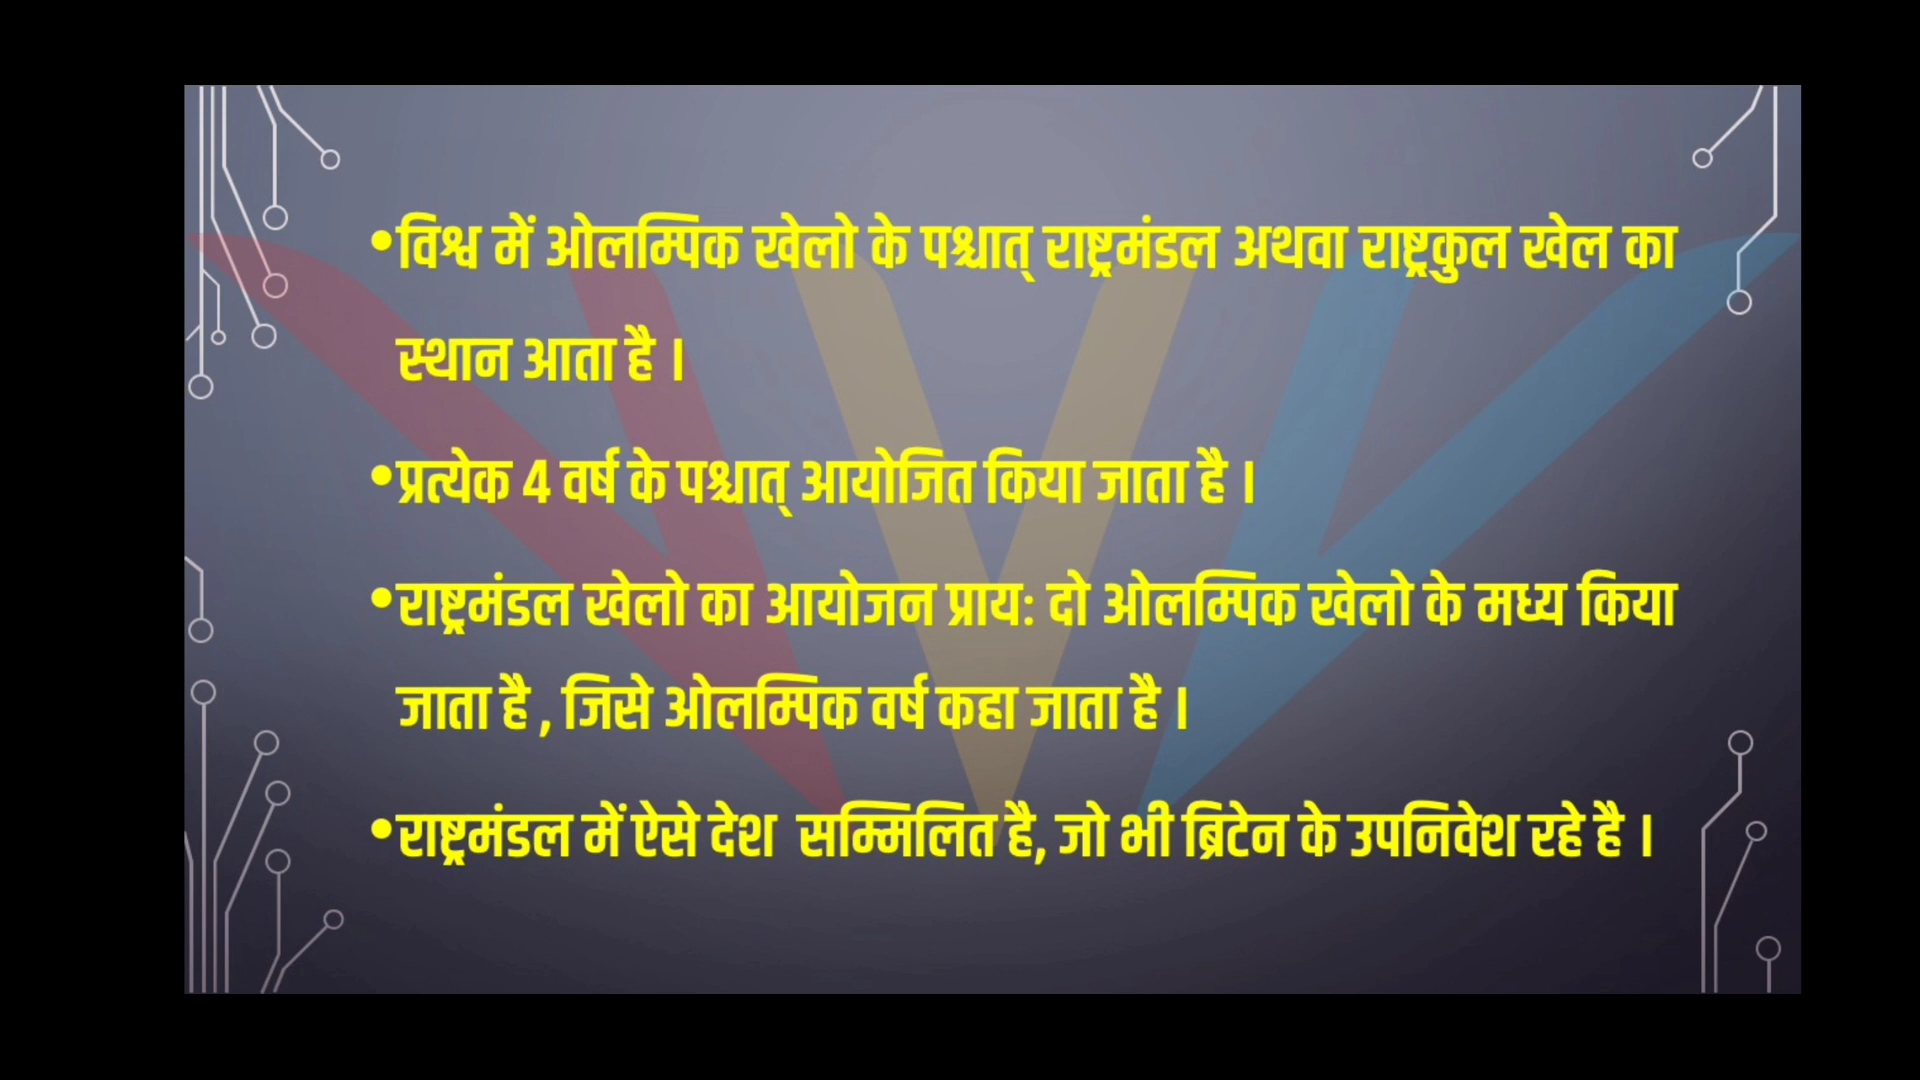 •विश्व में ओलम्पिक खेलो के पश्चात् राष्ट्रमंडल अथवा राष्ट्रकुल खेल का
स्थान आता है ।
•प्रत्येक 4 वर्ष के पश्चात् आयोजित किया जाता है ।
•राष्ट्रमंडल खेलो का आयोजन प्राय: दो ओलम्पिक खेलो के मध्य किया
जाता है , जिसे ओलम्पिक वर्ष कहा जाता है ।
•राष्ट्रमंडल में ऐसे देश सम्मिलित है, जो भी ब्रिटेन के उपनिवेश रहे है ।